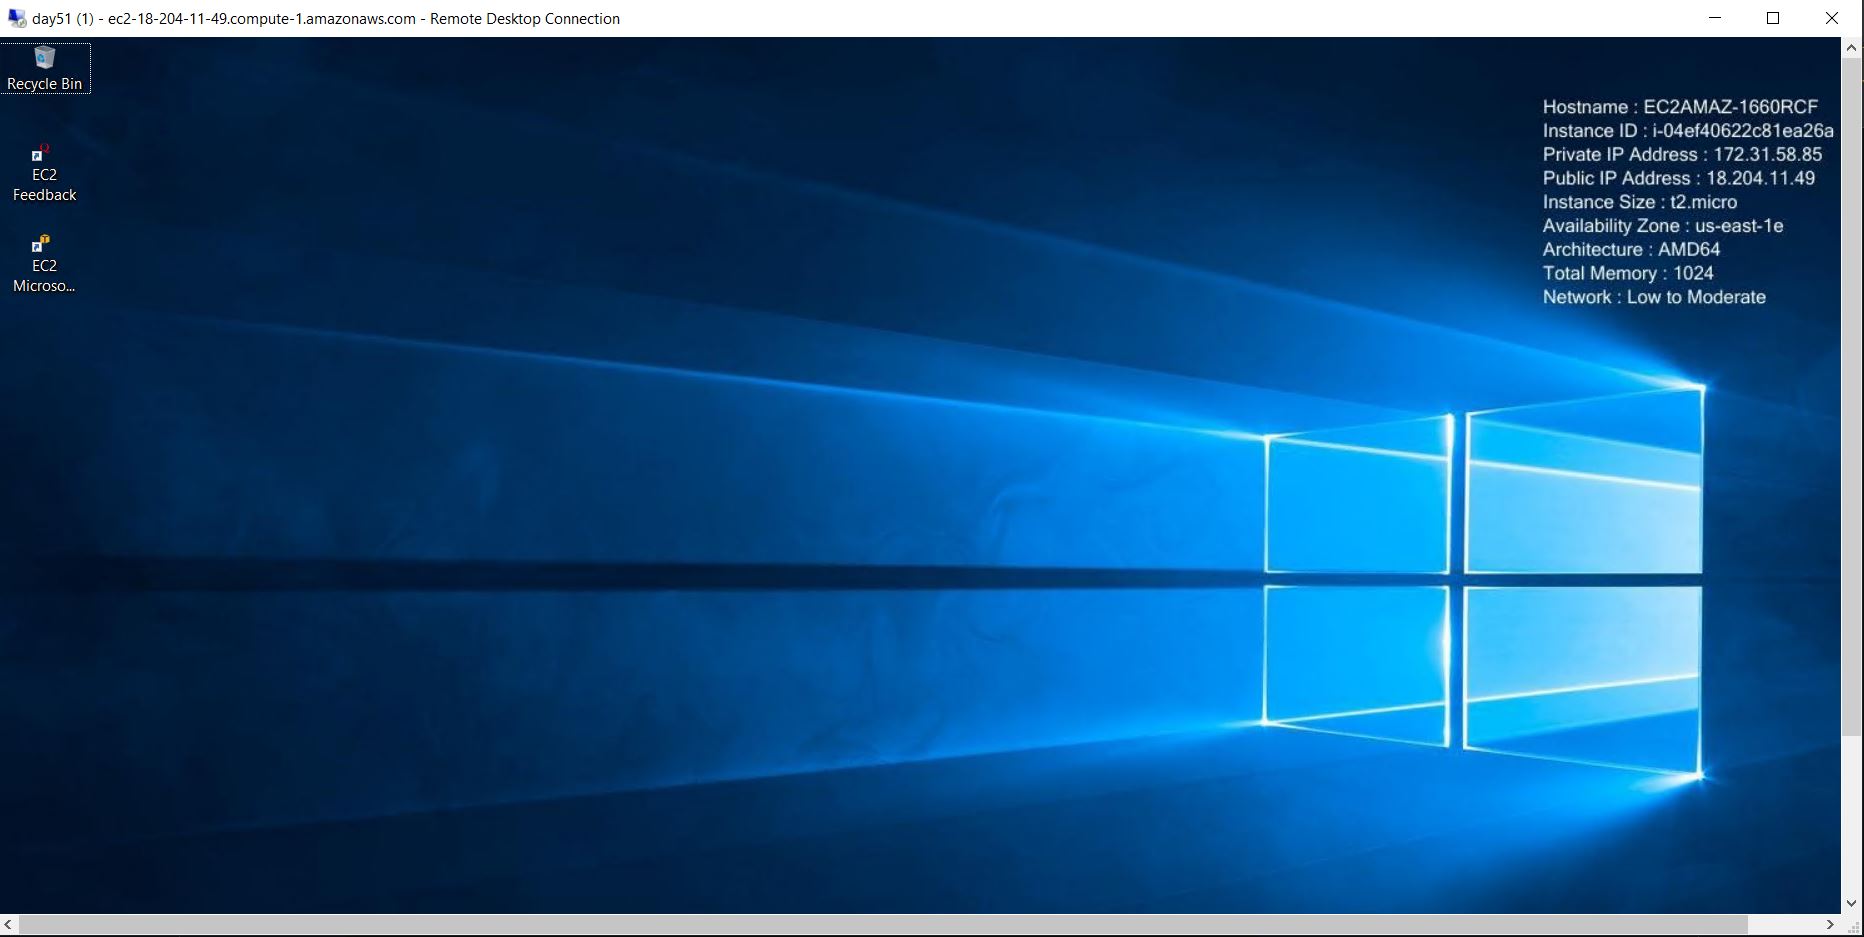 day51 (1) - ec2-18-204-11-49.compute-1.amazonaws.com - Remote Desktop Connection
Recycle Bin
EC2
Feedback
EC2
Microso...
Hostname : EC2AMAZ-1660RCF
Instance ID : i-04ef40622c81ea26a
Private IP Address : 172.31.58.85
Public IP Address : 18.204.11.49
Instance Size : t2.micro
Availability Zone : us-east-1e
Architecture : AMD64
Total Memory : 1024
Network : Low to Moderate